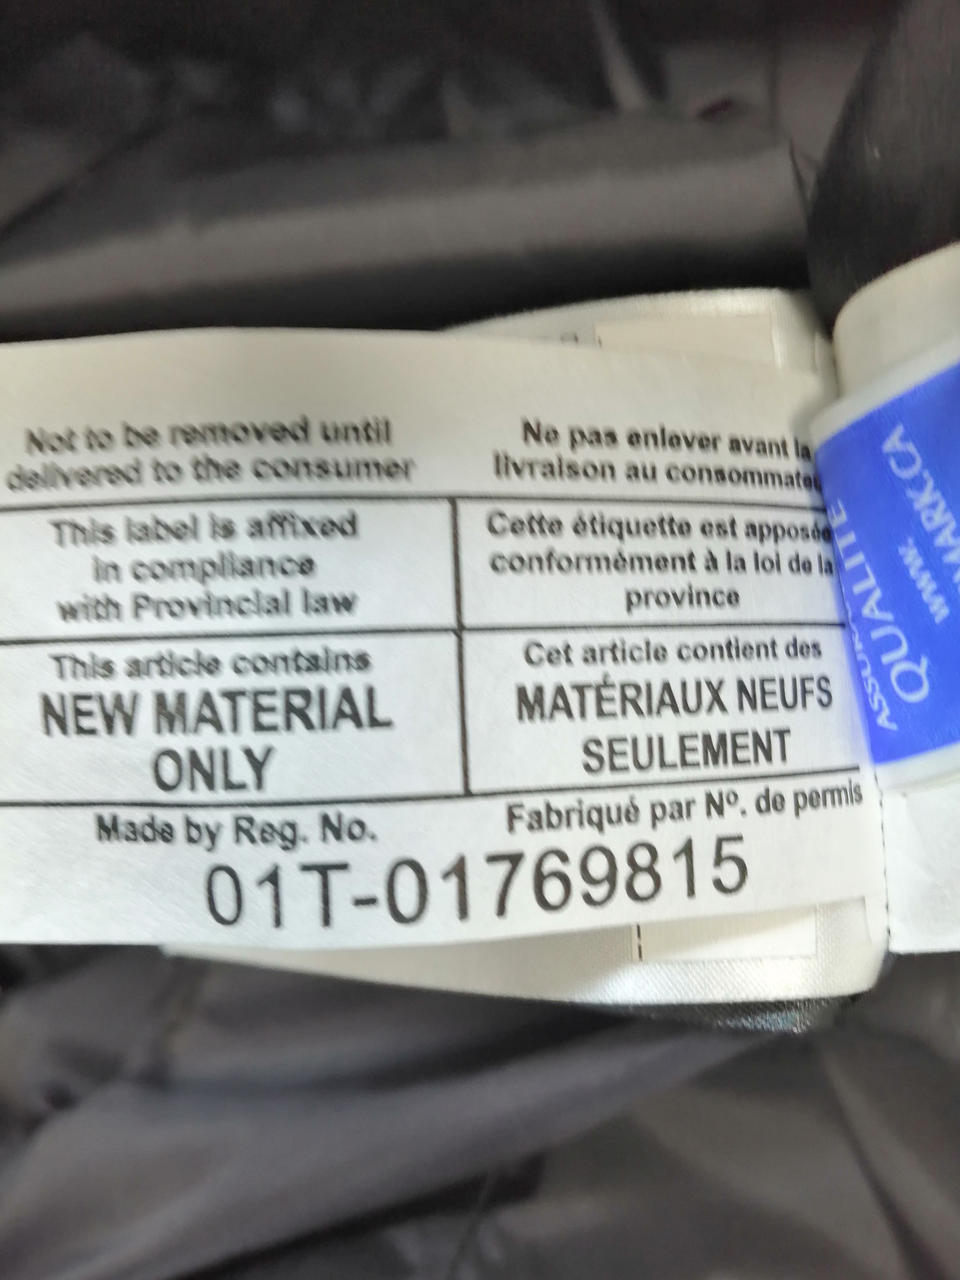 Not to be removed until
delivered to the consumer
Ne pas enlever avant la
livraison au
This label is affixed
in compliance
with Provincial law
Cette étiquette est apposée
conformément à la loi de la
province
This article contains
NEW MATERIAL
ONLY
Cet article contient des
MATÉRIAUX NEUFS
SEULEMENT
Made by Reg. No.
Fabriqué par Nº. de permis
01T-01769815
QUALITÉ
www.